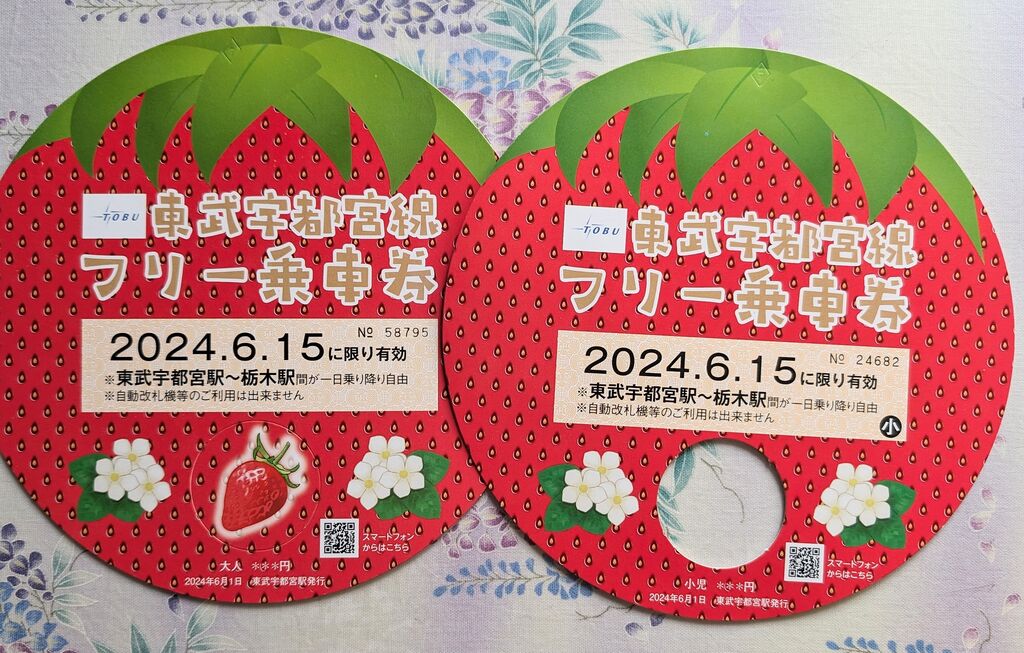 TOBU
東武宇都宮線
フリー乗車券
№ 58795
2024.6.15に限り有効
※東武宇都宮駅～栃木駅間が一日乗り降り自由
※自動改札機等のご利用は出来ません
スマートフォン
からはこちら
大人 ＊＊＊円
2024年6月1日 東武宇都宮駅発行
TOBU
東武宇都宮線
フリー乗車券
№ 24682
2024.6.15に限り有効
※東武宇都宮駅～栃木駅間が一日乗り降り自由
※自動改札機等のご利用は出来ません
小
スマートフォン
からはこちら
小児 ＊＊＊円
2024年6月1日 東武宇都宮駅発行